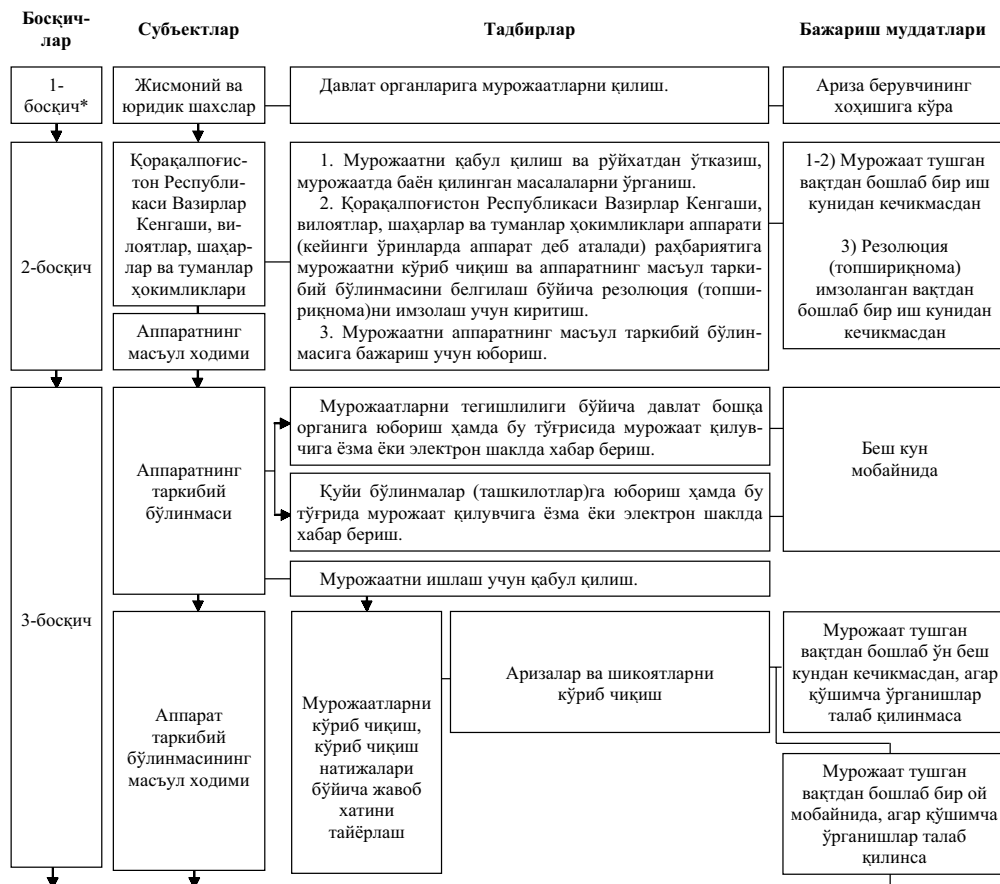 Босқич-
лар
Субъектлар
Тадбирлар
Бажариш муддатлари
1-
босқич*
Жисмоний ва
юридик шахслар
Давлат органларига мурожаатларни қилиш.
Ариза берувчининг
хоҳишига кўра
2-босқич
Қорақалпоғис-
тон Республи-
каси Вазирлар
Кенгаши, ви-
лоятлар, шаҳар-
лар ва туманлар
ҳокимликлари
Аппаратнинг
масъул ходими
1. Мурожаатни қабул қилиш ва рўйхатдан ўтказиш,
мурожаатда баён қилинган масалаларни ўрганиш.
2. Қорақалпоғистон Республикаси Вазирлар Кенгаши,
вилоятлар, шаҳарлар ва туманлар ҳокимликлари аппарати
(кейинги ўринларда аппарат деб аталади) раҳбариятига
мурожаатни кўриб чиқиш ва аппаратнинг масъул тарки-
бий бўлинмасини белгилаш бўйича резолюция (топши-
риқнома)ни имзолаш учун киритиш.
3. Мурожаатни аппаратнинг масъул таркибий бўлин-
масига бажариш учун юбориш.
1-2) Мурожаат тушган
вақтдан бошлаб бир иш
кунидан кечикмасдан
3) Резолюция
(топшириқнома)
имзоланган вақтдан
бошлаб бир иш кунидан
кечикмасдан
3-босқич
Аппаратнинг
таркибий
бўлинмаси
Мурожаатларни тегишлилиги бўйича давлат бошқа
органига юбориш ҳамда бу тўғрисида мурожаат қилув-
чига ёзма ёки электрон шаклда хабар бериш.
Қуйи бўлинмалар (ташкилотлар)га юбориш ҳамда бу
тўғрида мурожаат қилувчига ёзма ёки электрон шаклда
хабар бериш.
Беш кун
мобайнида
Мурожаатни ишлаш учун қабул қилиш.
Аппарат
таркибий
бўлинмасининг
масъул ходими
Мурожаатларни
кўриб чиқиш,
кўриб чиқиш
натижалари
бўйича жавоб
хатини
тайёрлаш
Аризалар ва шикоятларни
кўриб чиқиш
Мурожаат тушган
вақтдан бошлаб ўн беш
кундан кечикмасдан, агар
қўшимча ўрганишлар
талаб қилинмаса
Мурожаат тушган
вақтдан бошлаб бир ой
мобайнида, агар қўшимча
ўрганишлар талаб
қилинса